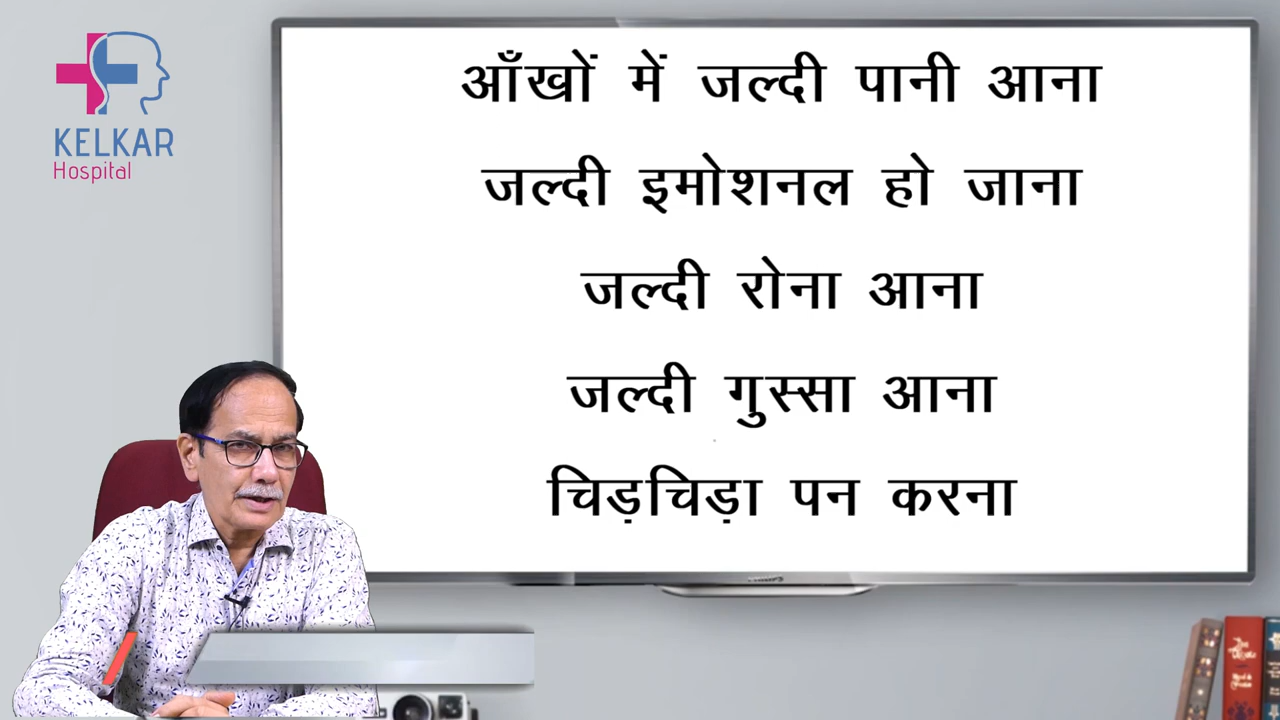 KELKAR
Hospital
आँखों में जल्दी पानी आना
जल्दी इमोशनल हो जाना
जल्दी रोना आना
जल्दी गुस्सा आना
चिड़चिड़ा पन करना